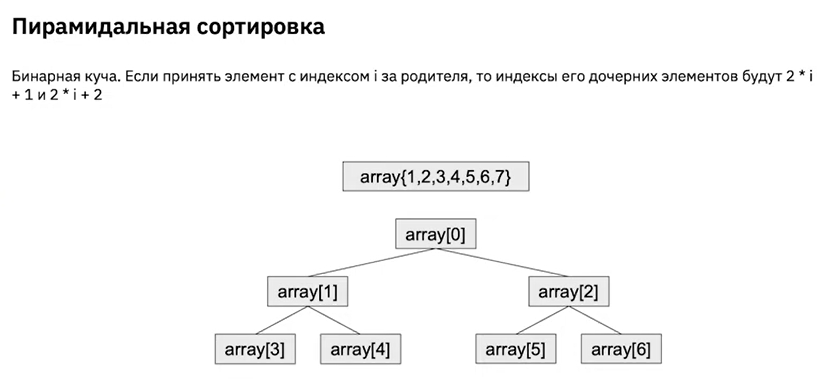 Пирамидальная сортировка
Бинарная куча. Если принять элемент с индексом i за родителя, то индексы его дочерних элементов будут 2 * i
+ 1 и 2 * i + 2
array{1,2,3,4,5,6,7}
array[0]
array[1] array[2]
array[3] array[4] array[5] array[6]